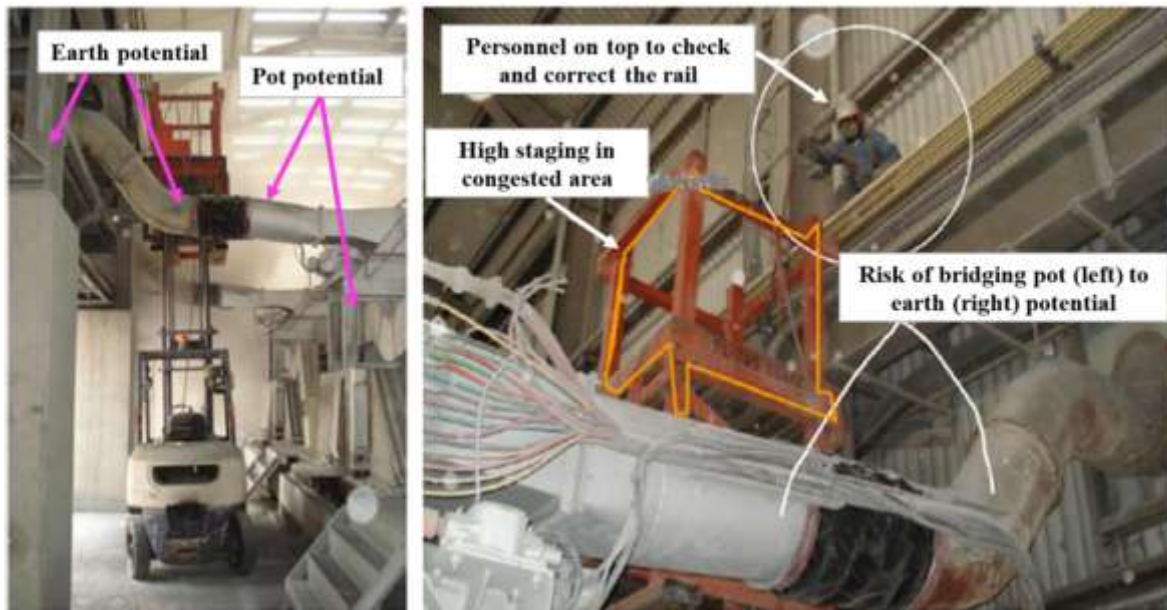 Earth potential
Pot potential
Personnel on top to check
and correct the rail
High staging in
congested area
Risk of bridging pot (left) to
earth (right) potential